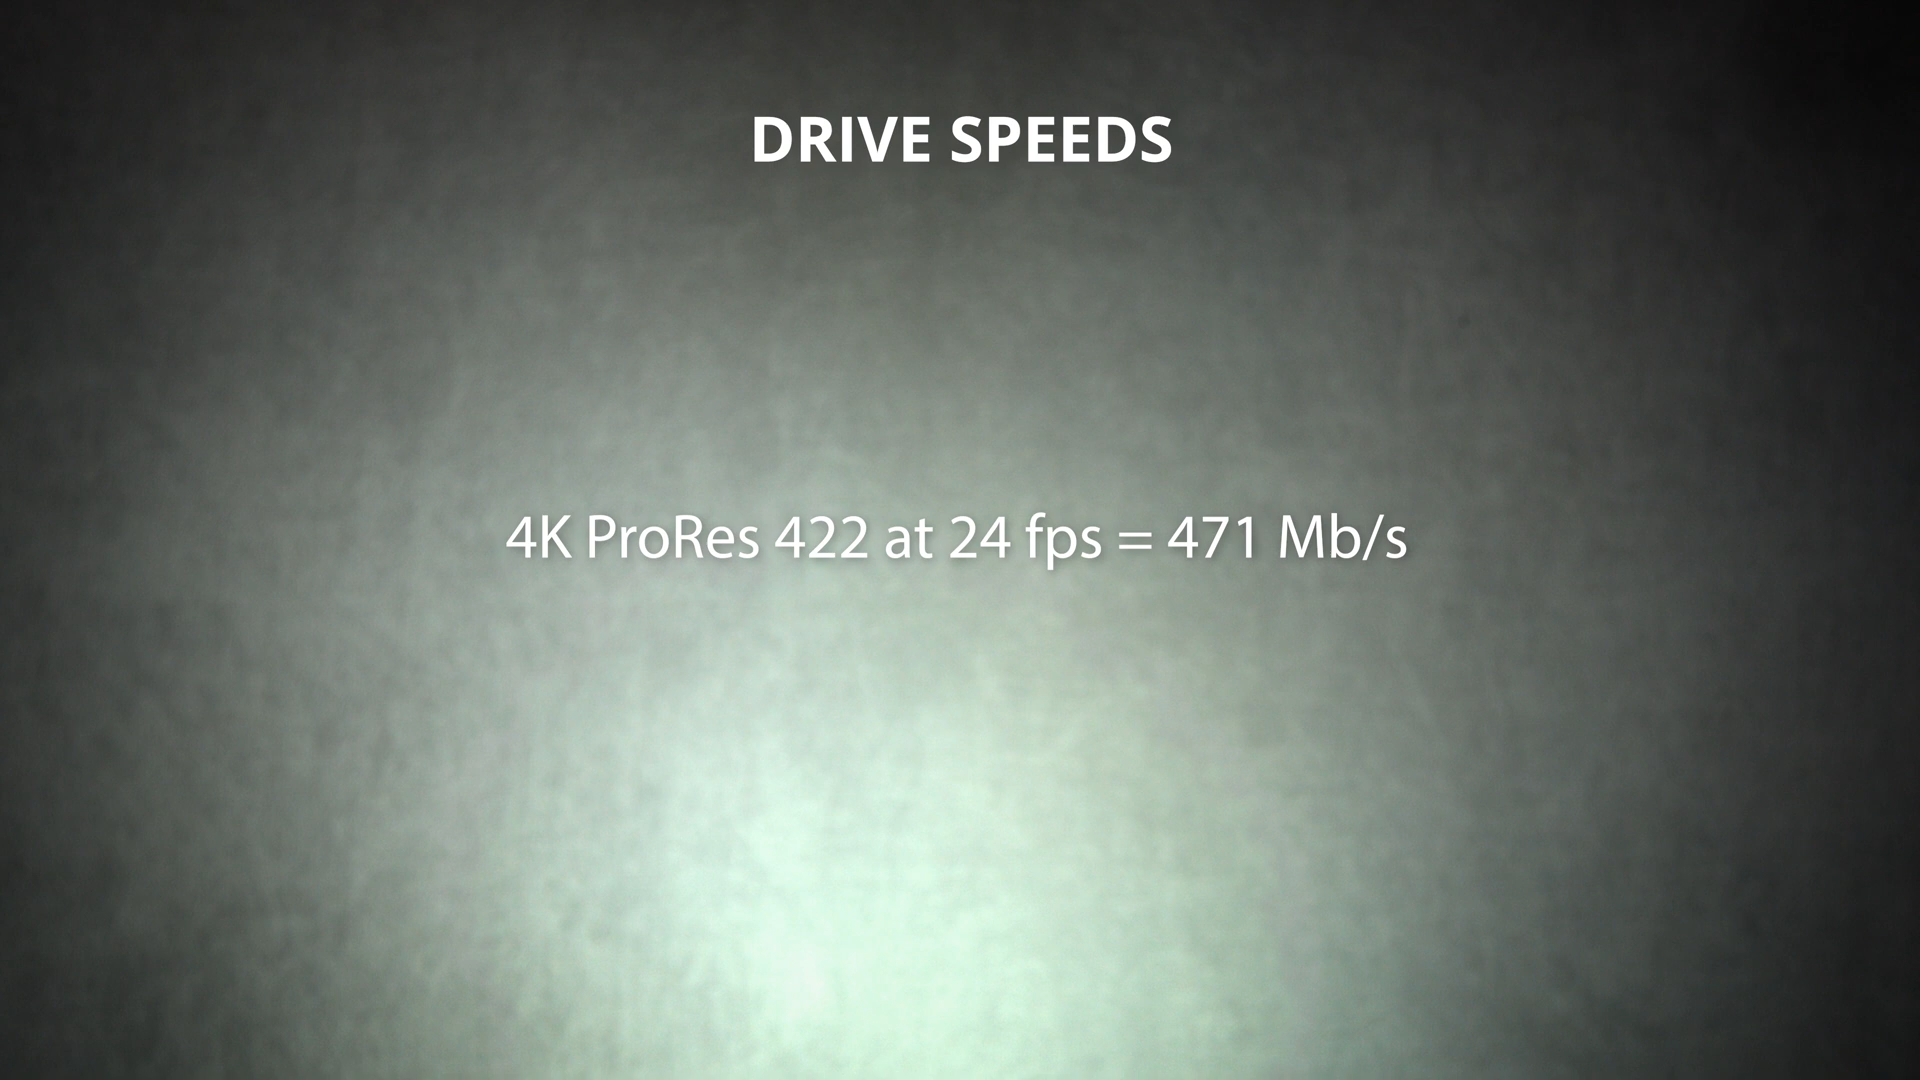 DRIVE SPEEDS
4K ProRes 422 at 24 fps = 471 Mb/s